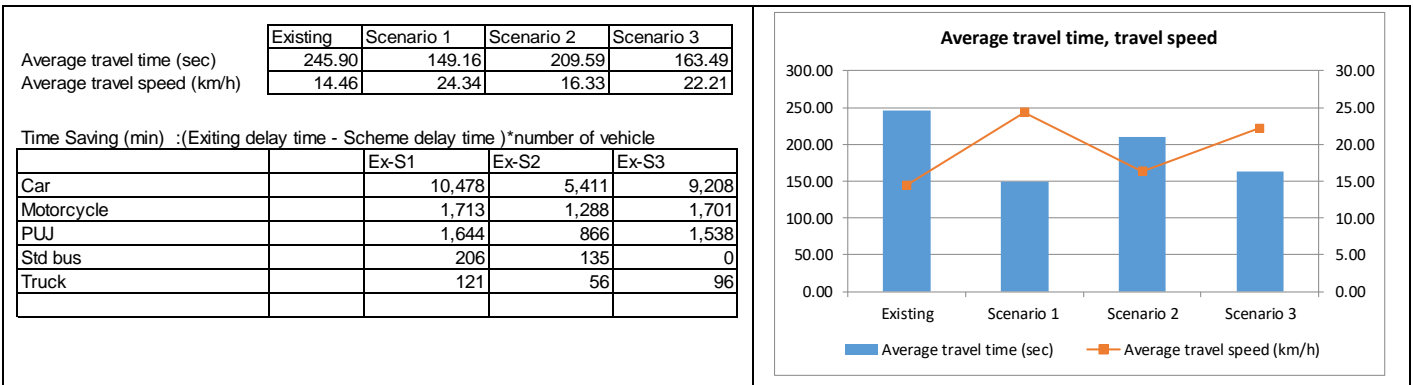 Existing Scenario 1 Scenario 2 Scenario 3
Average travel time (sec) 245.90 149.16 209.59 163.49
Average travel speed (km/h) 14.46 24.34 16.33 22.21
Time Saving (min) :(Exiting delay time - Scheme delay time )*number of vehicle
Ex-S1 Ex-S2 Ex-S3
Car 10,478 5,411 9,208
Motorcycle 1,713 1,288 1,701
PUJ 1,644 866 1,538
Std bus 206 135 0
Truck 121 56 96
Average travel time, travel speed
300.00 30.00
250.00 25.00
200.00 20.00
150.00 15.00
100.00 10.00
50.00 5.00
0.00 0.00
Existing Scenario 1 Scenario 2 Scenario 3
Average travel time (sec) Average travel speed (km/h)